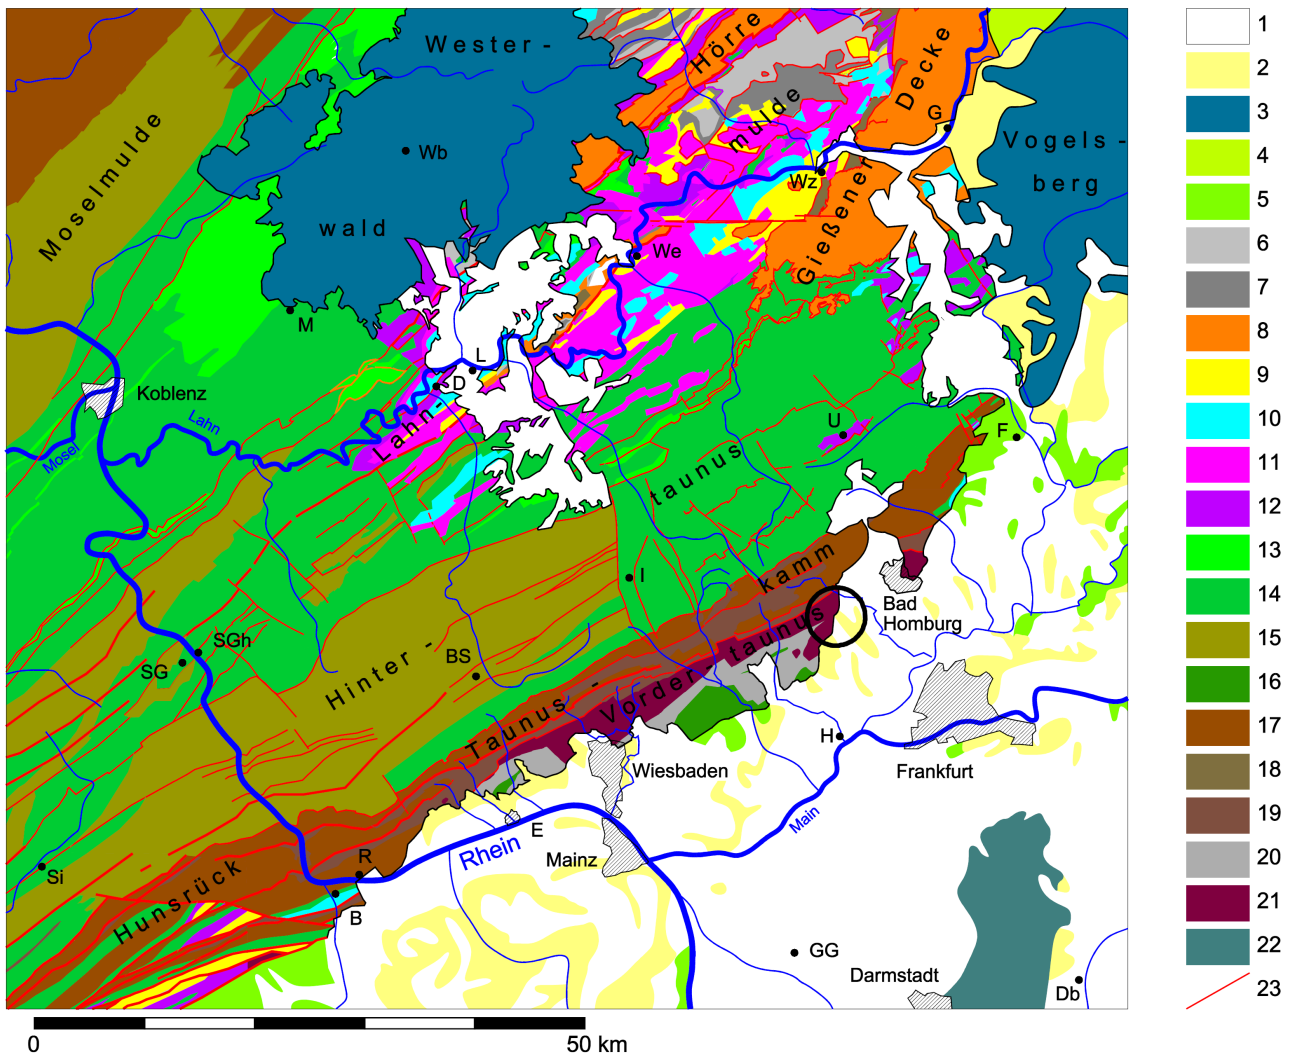 Wester -
wald
Hörre
mulde
Decke
Gießener
Vogels -
berg
Moselmulde
Wb
G
Wz
We
M
L
D
Lahn-
Koblenz
Lahn
Mosel
U
F
taunus
I
kamm
Bad
Homburg
SGh
SG
BS
Hinter -
Taunus -
Vorder - taunus
H
Wiesbaden
Frankfurt
E
Main
Rhein
Mainz
R
B
Si
Hunsrück
GG
Darmstadt
Db
0
50 km
1
2
3
4
5
6
7
8
9
10
11
12
13
14
15
16
17
18
19
20
21
22
23